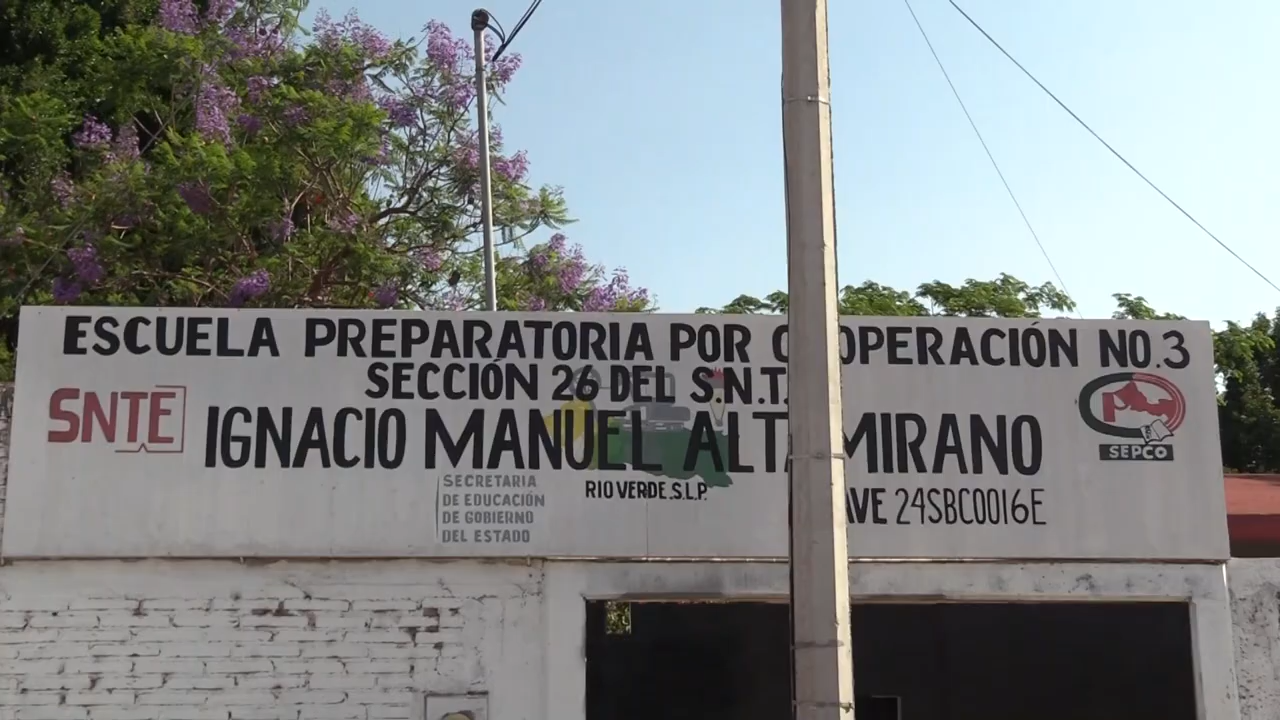 ESCUELA PREPARATORIA POR COOPERACIÓN NO.3
SECCIÓN 26 DEL S.N.T.
SNTE
IGNACIO MANUEL ALTAMIRANO
SEPCO
SECRETARIA
DE EDUCACIÓN
DE GOBIERNO
DEL ESTADO
RIO VERDE S.L.P.
24SBC0016E